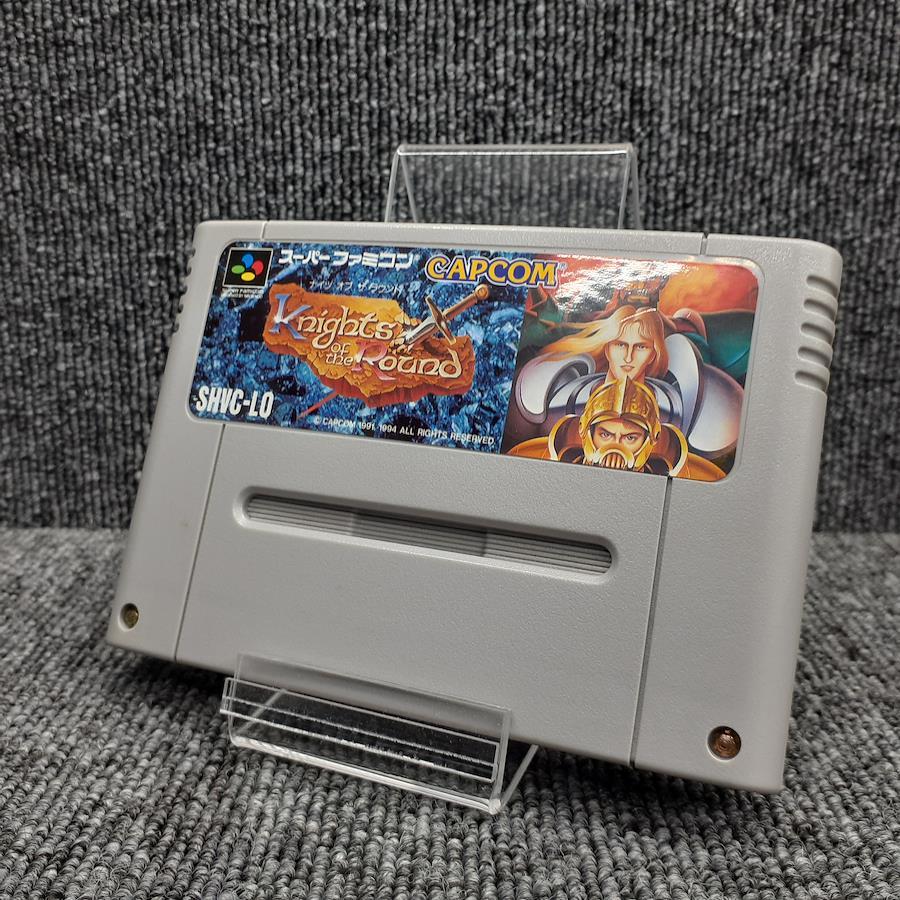 スーパーファミコン
CAPCOM
ナイツ オブ ザ ラウンド
Knights
of the Round
SHVC-LQ
© CAPCOM 1991, 1994 ALL RIGHTS RESERVED